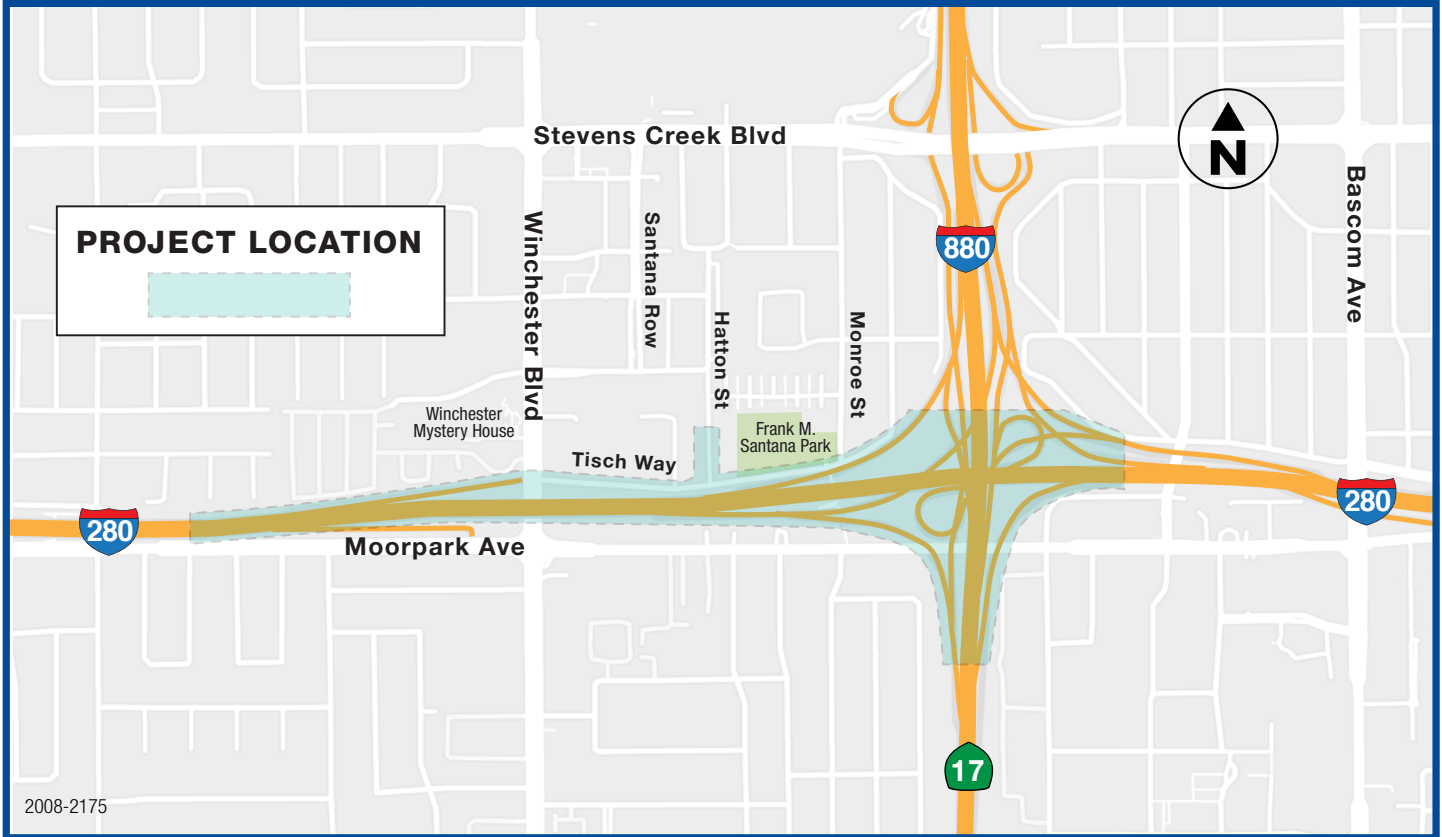 Stevens Creek Blvd
N
Bascom Ave
PROJECT LOCATION
Winchester Blvd
Santana Row
880
Hatton St
Monroe St
Winchester
Mystery House
Frank M.
Santana Park
Tisch Way
280
280
Moorpark Ave
17
2008-2175